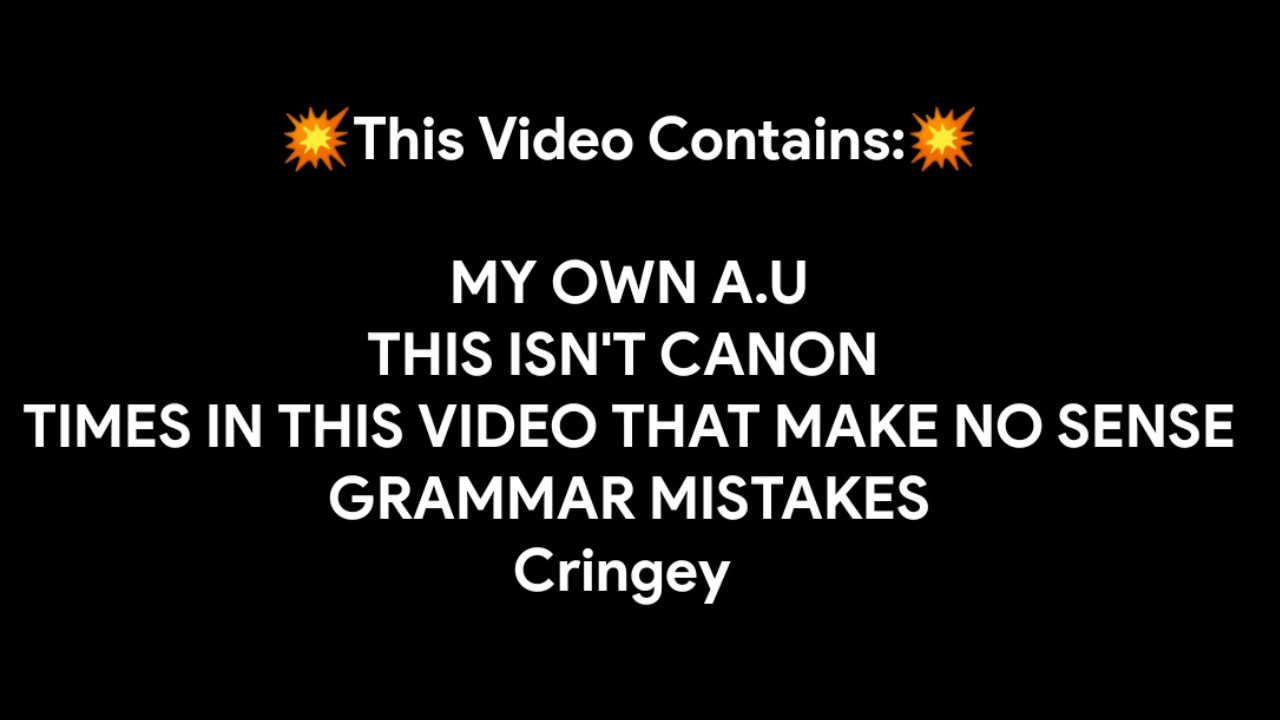 💥This Video Contains:💥
MY OWN A.U
THIS ISN'T CANON
TIMES IN THIS VIDEO THAT MAKE NO SENSE
GRAMMAR MISTAKES
Cringey